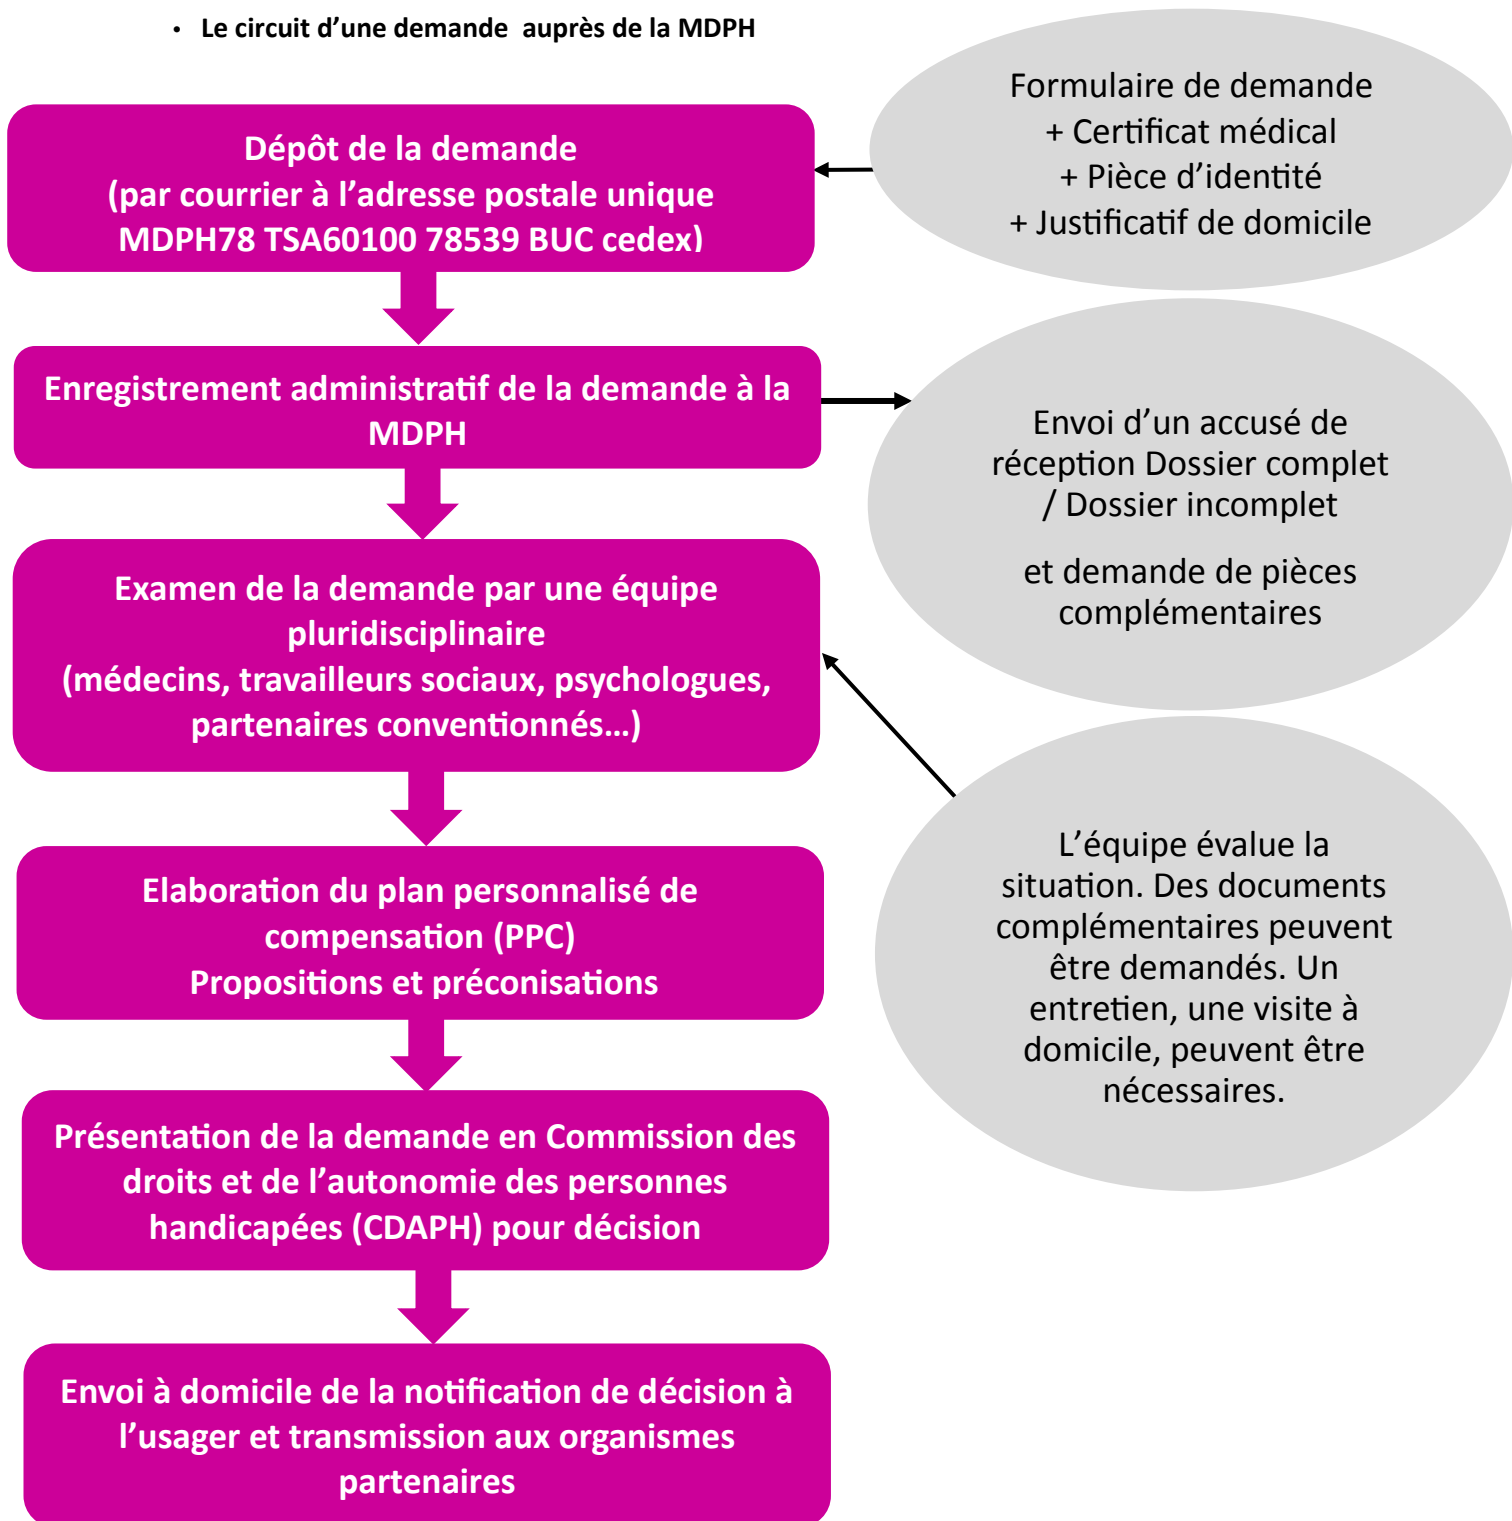 • Le circuit d’une demande auprès de la MDPH
Formulaire de demande
+ Certificat médical
+ Pièce d’identité
+ Justificatif de domicile
Dépôt de la demande
(par courrier à l’adresse postale unique
MDPH78 TSA60100 78539 BUC cedex)
Enregistrement administratif de la demande à la
MDPH
Envoi d’un accusé de
réception Dossier complet
/ Dossier incomplet
et demande de pièces
complémentaires
Examen de la demande par une équipe
pluridisciplinaire
(médecins, travailleurs sociaux, psychologues,
partenaires conventionnés…)
L’équipe évalue la
situation. Des documents
complémentaires peuvent
être demandés. Un
entretien, une visite à
domicile, peuvent être
nécessaires.
Elaboration du plan personnalisé de
compensation (PPC)
Propositions et préconisations
Présentation de la demande en Commission des
droits et de l’autonomie des personnes
handicapées (CDAPH) pour décision
Envoi à domicile de la notification de décision à
l’usager et transmission aux organismes
partenaires